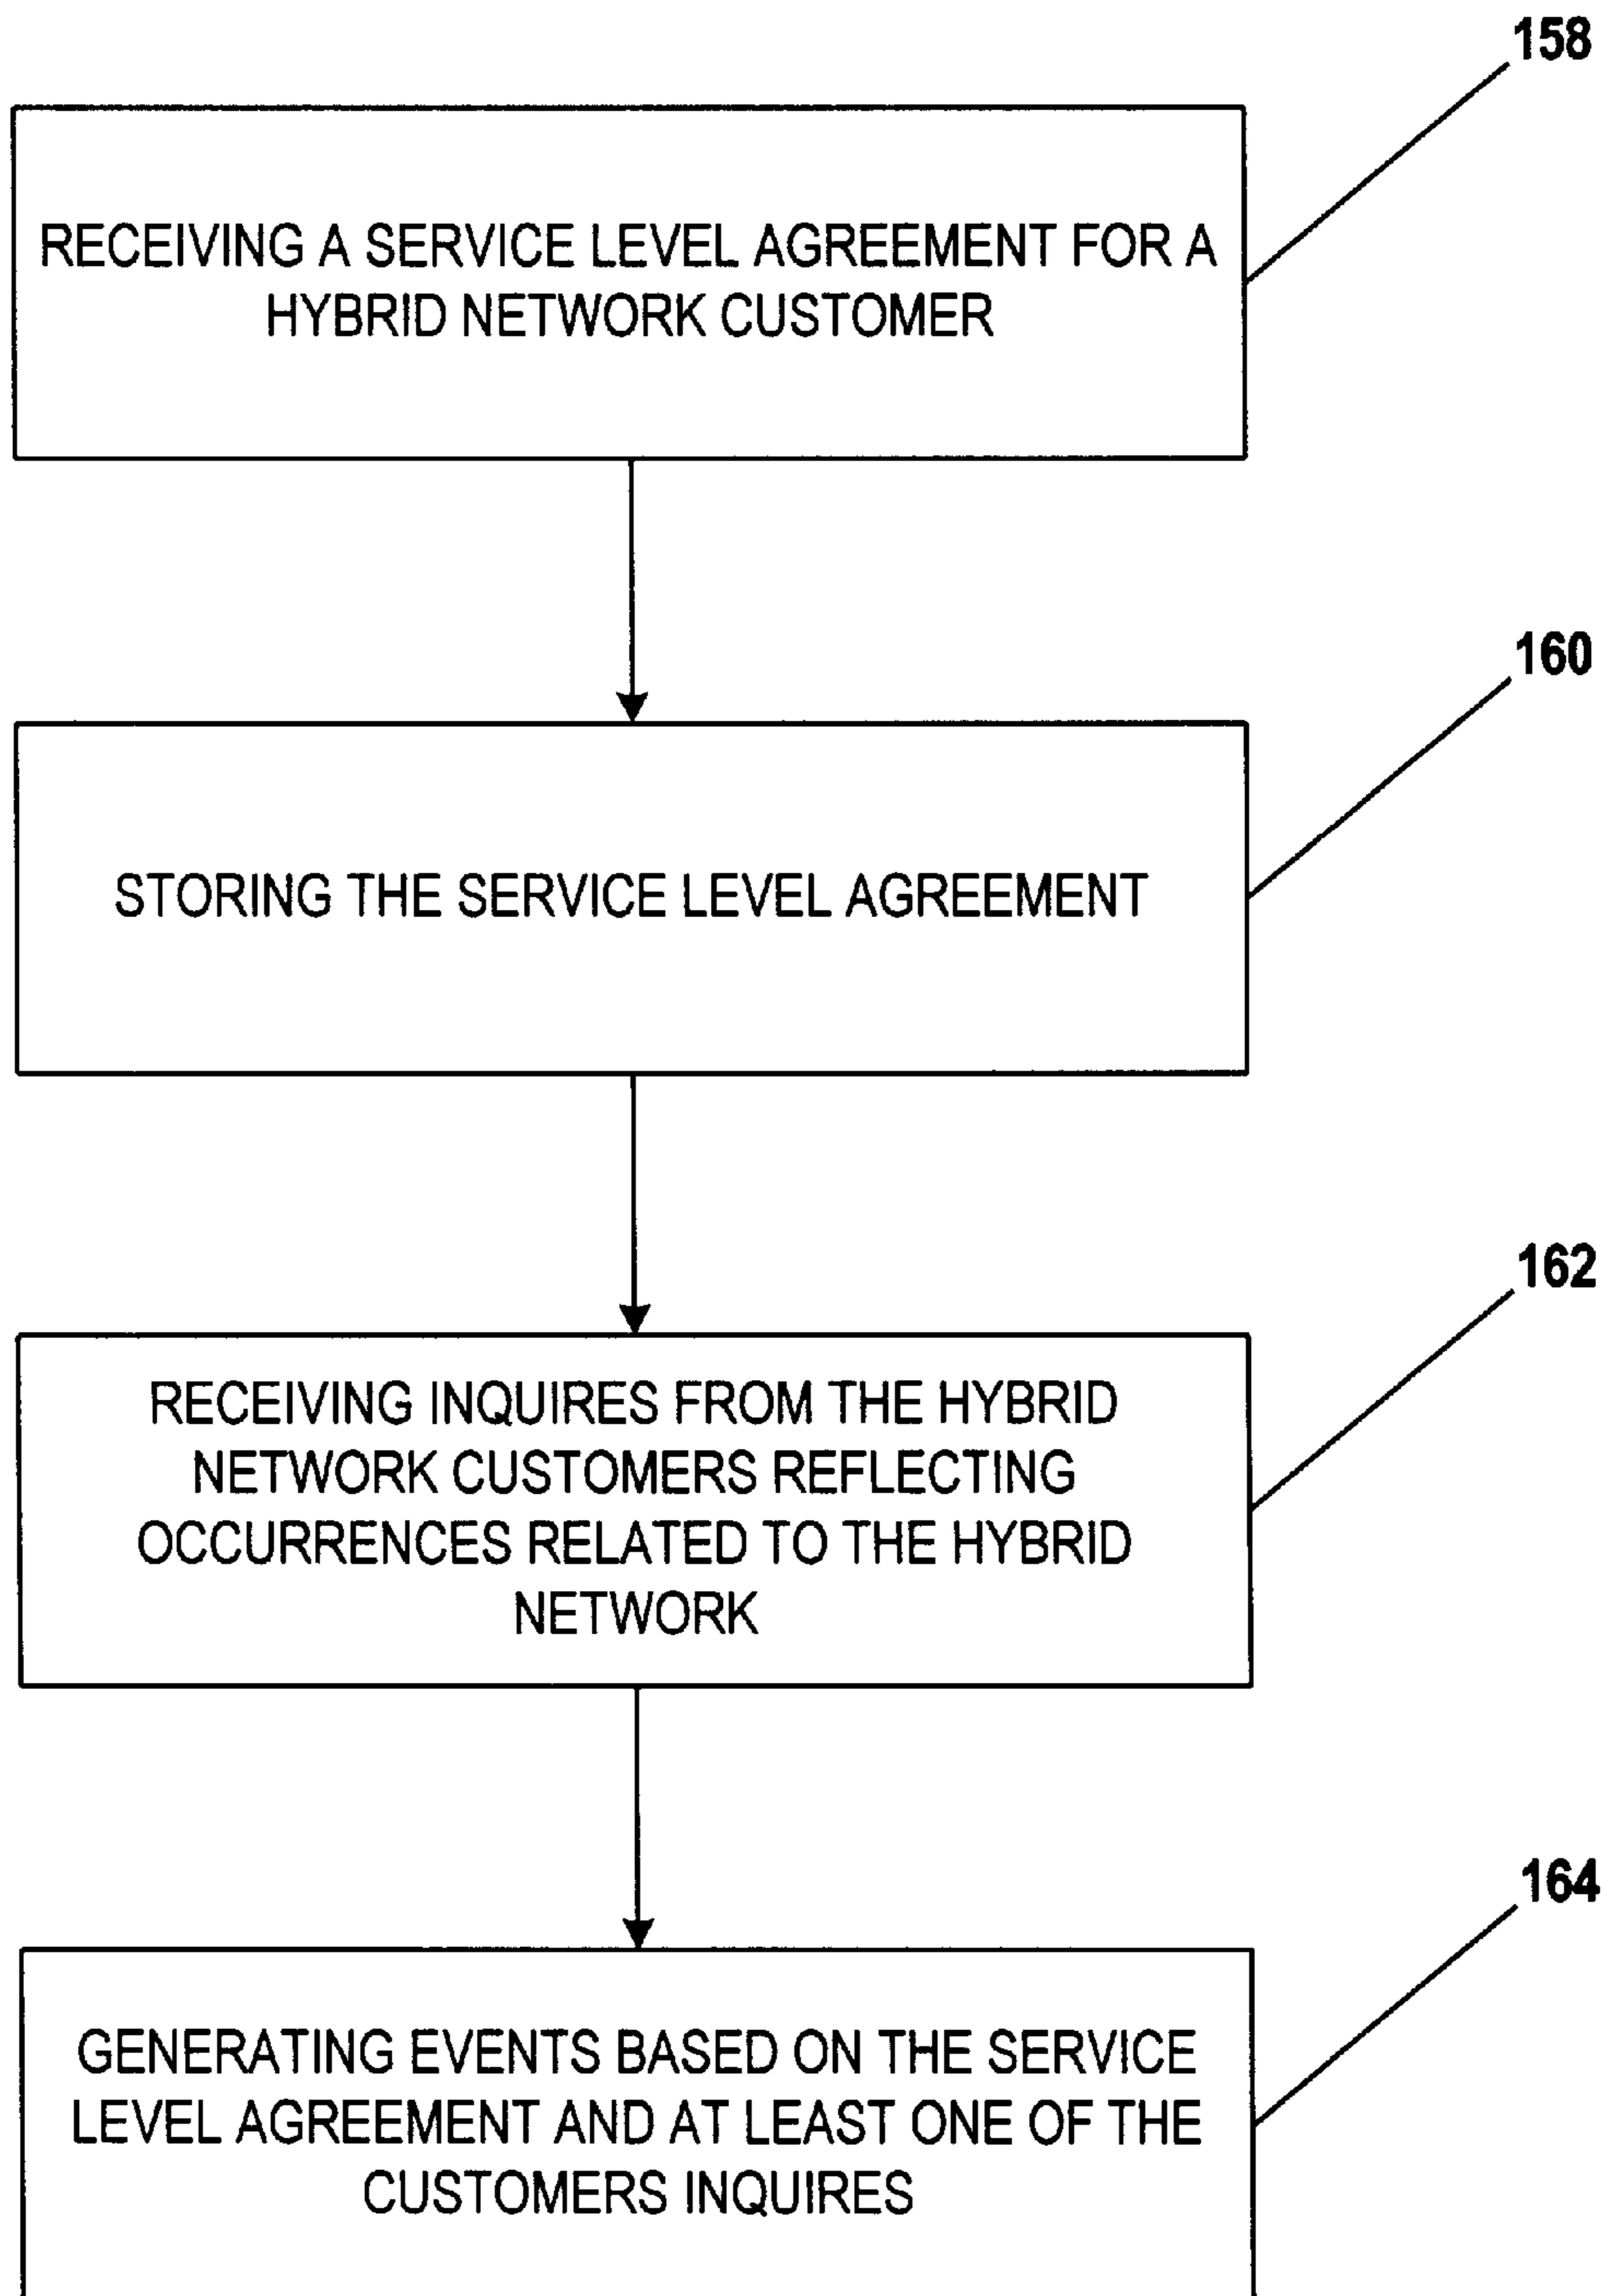 158
RECEIVING A SERVICE LEVEL AGREEMENT FOR A
HYBRID NETWORK CUSTOMER
160
STORING THE SERVICE LEVEL AGREEMENT
162
RECEIVING INQUIRES FROM THE HYBRID
NETWORK CUSTOMERS REFLECTING
OCCURRENCES RELATED TO THE HYBRID
NETWORK
164
GENERATING EVENTS BASED ON THE SERVICE
LEVEL AGREEMENT AND AT LEAST ONE OF THE
CUSTOMERS INQUIRES